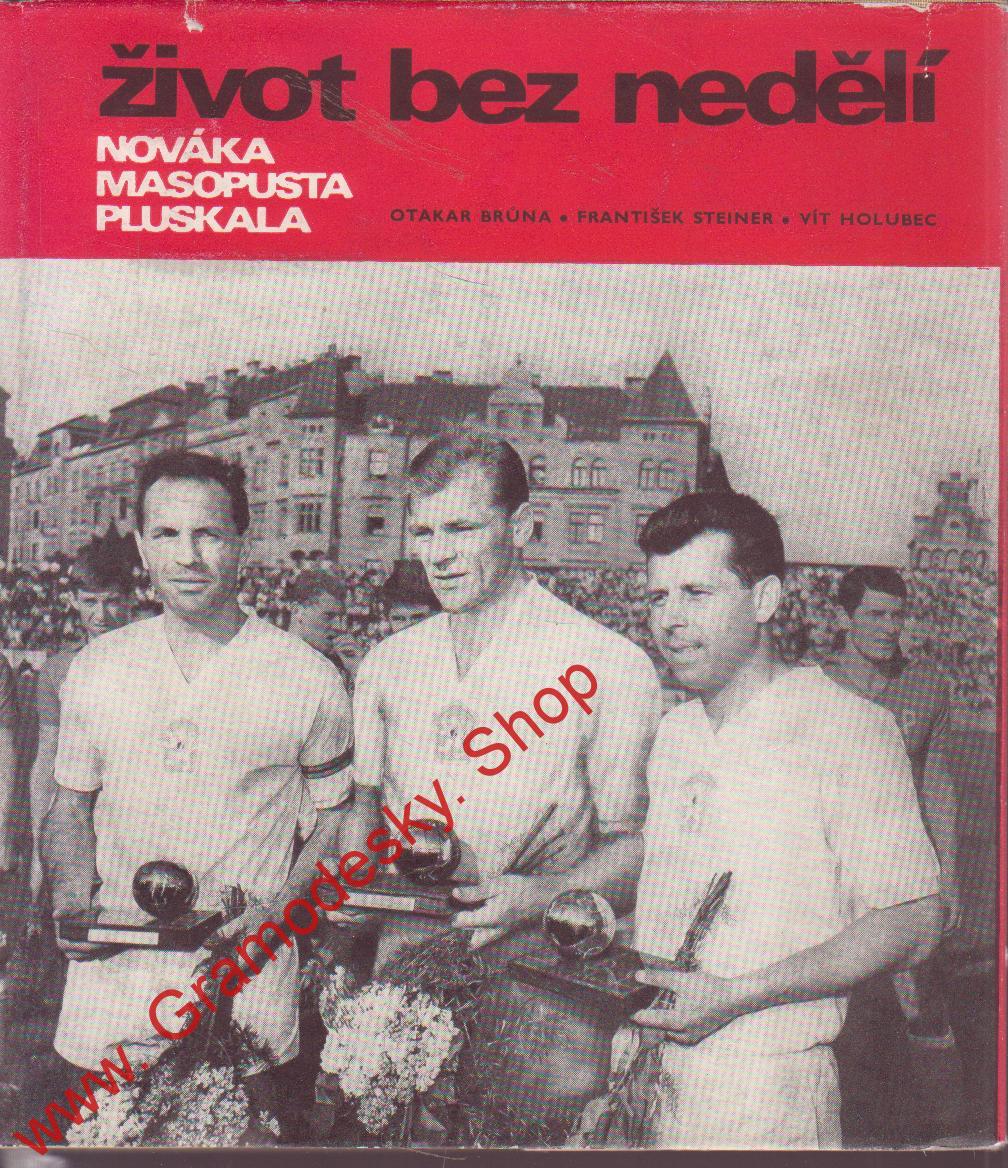 život bez nedělí
NOVÁKA
MASOPUSTA
PLUSKALA
OTAKAR BRŮNA • FRANTIŠEK STEINER • VÍT HOLUBEC
www. Gramodesky. Shop